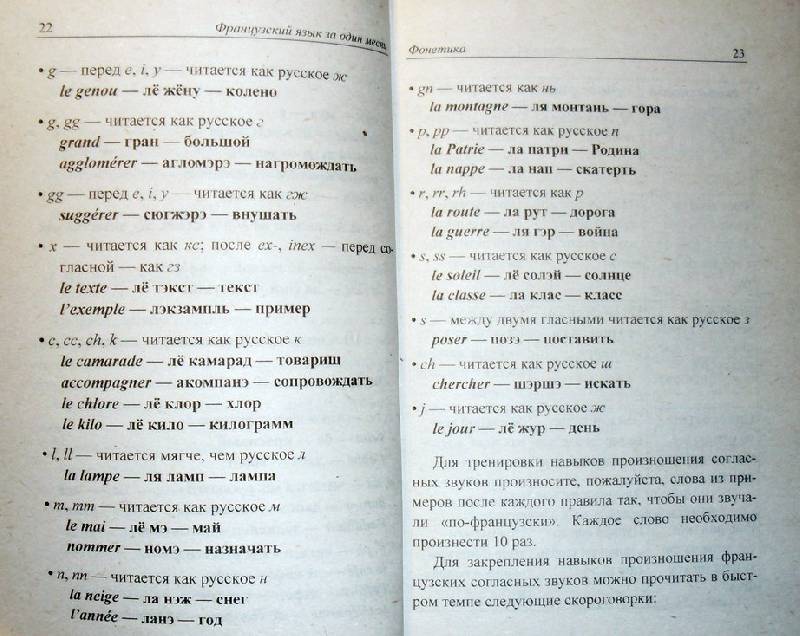 22
Французский язык за один месяц
• g — перед e, i, y — читается как русское ж
le genou — лё жёну — колено
• g, gg — читается как русское г
grand — гран — большой
agglomérer — агломэрэ — нагромождать
• gg — перед e, i, y — читается как гж
suggérer — сюгжэрэ — внушать
• x — читается как кс; после ex-, inex — перед со-
гласной — как гз
le texte — лё тэкст — текст
l'exemple — лэкзампль — пример
• c, cc, ch, k — читается как русское к
le camarade — лё камарад — товариш
accompagner — акомпанэ — сопровождать
le chlore — лё клор — хлор
le kilo — лё кило — килограмм
• l, ll — читается мягче, чем русское л
la lampe — ля ламп — лампа
• m, mm — читается как русское м
le mai — лё мэ — май
nommer — номэ — назначать
• n, nn — читается как русское н
la neige — ла нэж — снег
l'année — ланэ — год
Фонетика
23
• gn — читается как нь
la montagne — ля монтань — гора
• p, pp — читается как русское п
la Patrie — ла патри — Родина
la nappe — ла нап — скатерть
• r, rr, rh — читается как р
la route — ля рут — дорога
la guerre — ля гэр — война
• s, ss — читается как русское с
le soleil — лё солэй — солнце
la classe — ла клас — класс
• s — между двумя гласными читается как русское з
poser — позэ — поставить
• ch — читается как русское ш
chercher — шэршэ — искать
• j — читается как русское ж
le jour — лё жур — день
Для тренировки навыков произношения соглас-
ных звуков произносите, пожалуйста, слова из при-
меров после каждого правила так, чтобы они звуча-
ли «по-французски». Каждое слово необходимо
произнести 10 раз.
Для закрепления навыков произношения фран-
цузских согласных звуков можно прочитать в быст-
ром темпе следующие скороговорки: